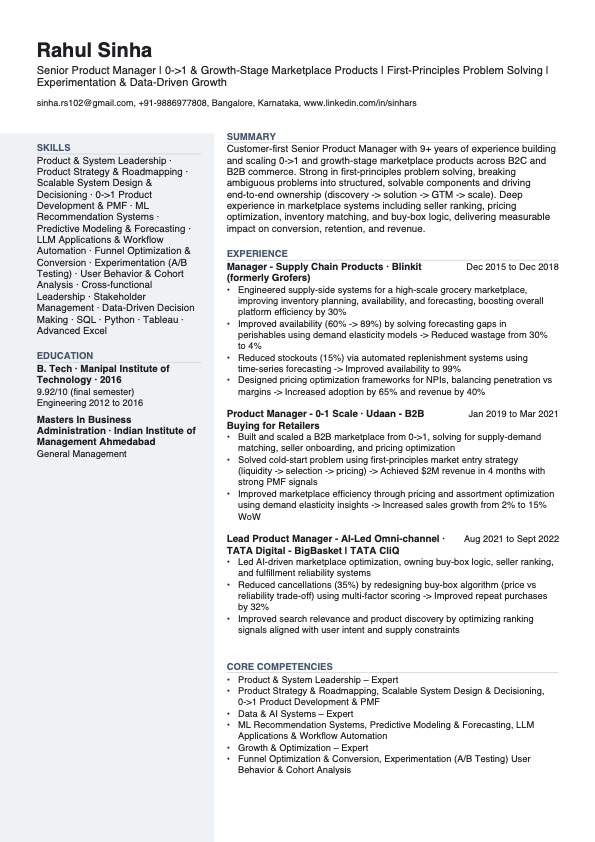 Rahul Sinha
Senior Product Manager | 0->1 & Growth-Stage Marketplace Products | First-Principles Problem Solving |
Experimentation & Data-Driven Growth
sinha.rs102@gmail.com, +91-9886977808, Bangalore, Karnataka, www.linkedin.com/in/sinhars
SKILLS
Product & System Leadership ·
Product Strategy & Roadmapping ·
Scalable System Design &
Decisioning · 0->1 Product
Development & PMF · ML
Recommendation Systems ·
Predictive Modeling & Forecasting ·
LLM Applications & Workflow
Automation · Funnel Optimization &
Conversion · Experimentation (A/B
Testing) · User Behavior & Cohort
Analysis · Cross-functional
Leadership · Stakeholder
Management · Data-Driven Decision
Making · SQL · Python · Tableau ·
Advanced Excel
EDUCATION
B. Tech · Manipal Institute of
Technology · 2016
9.92/10 (final semester)
Engineering 2012 to 2016
Masters In Business
Administration · Indian Institute of
Management Ahmedabad
General Management
SUMMARY
Customer-first Senior Product Manager with 9+ years of experience building
and scaling 0->1 and growth-stage marketplace products across B2C and
B2B commerce. Strong in first-principles problem solving, breaking
ambiguous problems into structured, solvable components and driving
end-to-end ownership (discovery -> solution -> GTM -> scale). Deep
experience in marketplace systems including seller ranking, pricing
optimization, inventory matching, and buy-box logic, delivering measurable
impact on conversion, retention, and revenue.
EXPERIENCE
Manager - Supply Chain Products · Blinkit Dec 2015 to Dec 2018
(formerly Grofers)
• Engineered supply-side systems for a high-scale grocery marketplace,
improving inventory planning, availability, and forecasting, boosting overall
platform efficiency by 30%
• Improved availability (60% -> 89%) by solving forecasting gaps in
perishables using demand elasticity models -> Reduced wastage from 30%
to 4%
• Reduced stockouts (15%) via automated replenishment systems using
time-series forecasting -> Improved availability to 99%
• Designed pricing optimization frameworks for NPIs, balancing penetration vs
margins -> Increased adoption by 65% and revenue by 40%
Product Manager - 0-1 Scale · Udaan - B2B Jan 2019 to Mar 2021
Buying for Retailers
• Built and scaled a B2B marketplace from 0->1, solving for supply-demand
matching, seller onboarding, and pricing optimization
• Solved cold-start problem using first-principles market entry strategy
(liquidity -> selection -> pricing) -> Achieved $2M revenue in 4 months with
strong PMF signals
• Improved marketplace efficiency through pricing and assortment optimization
using demand elasticity insights -> Increased sales growth from 2% to 15%
WoW
Lead Product Manager - AI-Led Omni-channel · Aug 2021 to Sept 2022
TATA Digital - BigBasket | TATA CliQ
• Led AI-driven marketplace optimization, owning buy-box logic, seller ranking,
and fulfillment reliability systems
• Reduced cancellations (35%) by redesigning buy-box algorithm (price vs
reliability trade-off) using multi-factor scoring -> Improved repeat purchases
by 32%
• Improved search relevance and product discovery by optimizing ranking
signals aligned with user intent and supply constraints
CORE COMPETENCIES
• Product & System Leadership – Expert
• Product Strategy & Roadmapping, Scalable System Design & Decisioning,
0->1 Product Development & PMF
• Data & AI Systems – Expert
• ML Recommendation Systems, Predictive Modeling & Forecasting, LLM
Applications & Workflow Automation
• Growth & Optimization – Expert
• Funnel Optimization & Conversion, Experimentation (A/B Testing) User
Behavior & Cohort Analysis